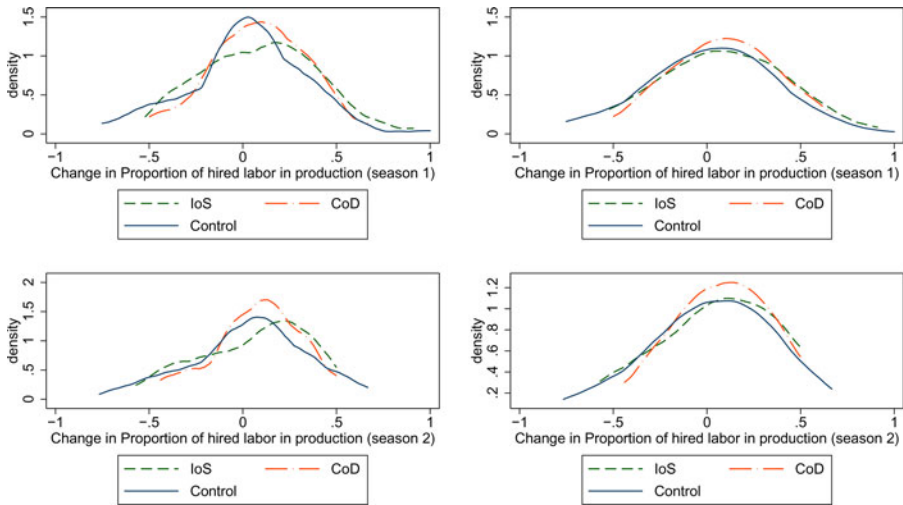 density
0 .5 1 1.5
-1 -.5 0 .5 1
Change in Proportion of hired labor in production (season 1)
IoS CoD
Control
density
0 .5 1 1.5
-1 -.5 0 .5 1
Change in Proportion of hired labor in production (season 1)
IoS CoD
Control
density
0 .5 1 1.5 2
-1 -.5 0 .5 1
Change in Proportion of hired labor in production (season 2)
IoS CoD
Control
density
.2 .4 .6 .8 1 1.2
-1 -.5 0 .5 1
Change in Proportion of hired labor in production (season 2)
IoS CoD
Control